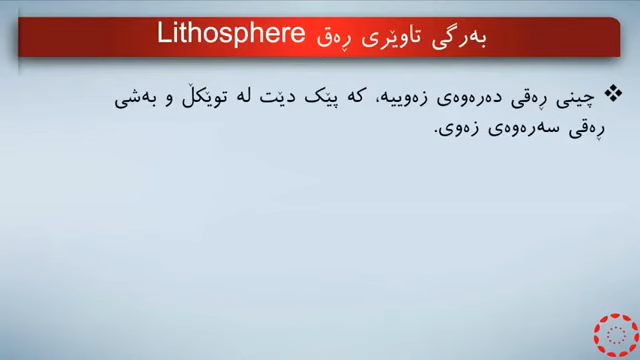 بەرگی تاوێری ڕەق Lithosphere
❖ چینی ڕەقی دەرەوەی زەوییە، کە پێک دێت لە توێکڵ و بەشی
ڕەقی سەرەوەی زەوی.